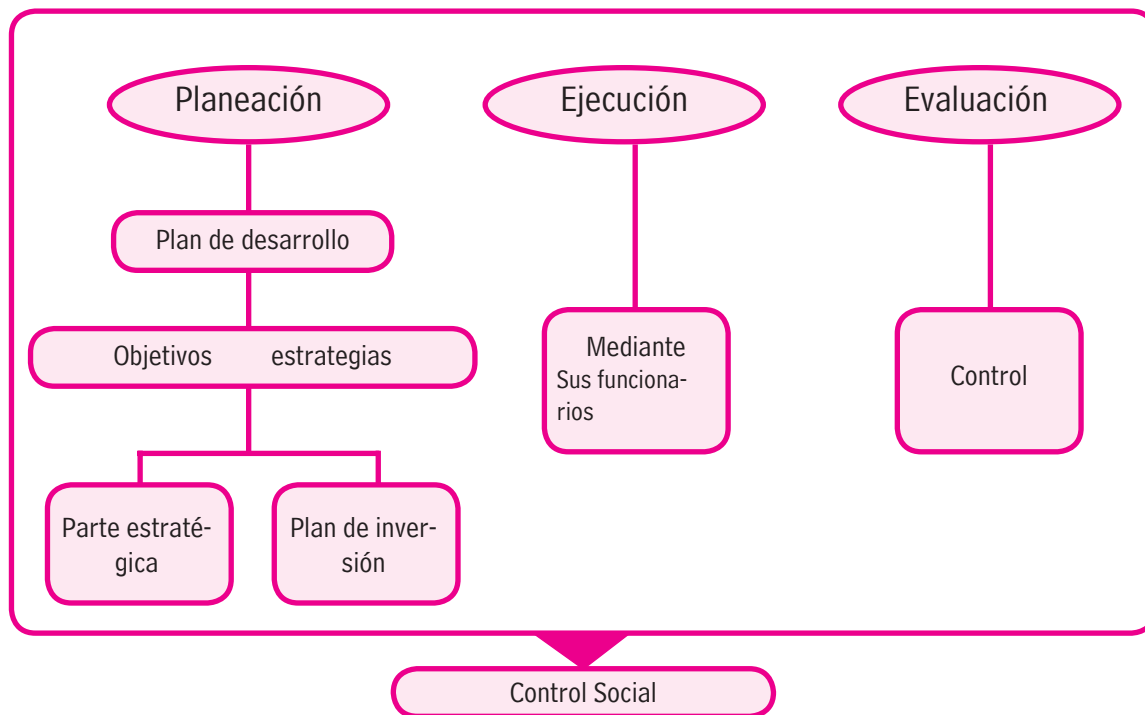 Planeación
Ejecución
Evaluación
Plan de desarrollo
Objetivos estrategias
Mediante
Sus funciona-
rios
Control
Parte estraté-
gica
Plan de inver-
sión
Control Social